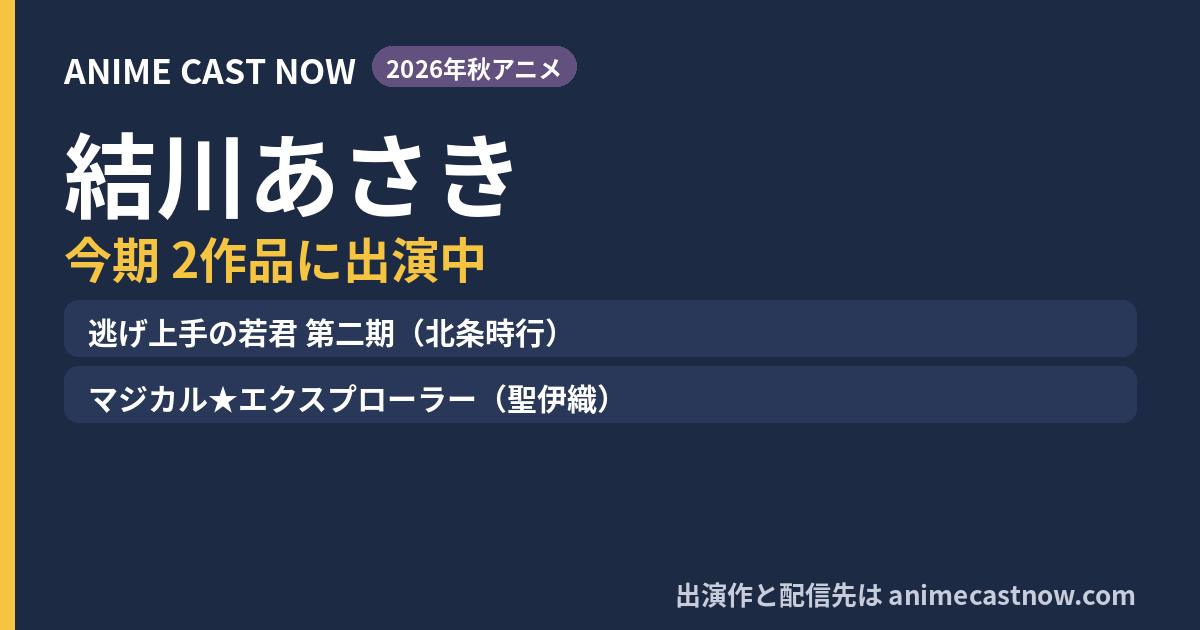 ANIME CAST NOW 2026年秋アニメ
結川あさき
今期 2作品に出演中
逃げ上手の若君 第二期（北条時行）
マジカル★エクスプローラー（聖伊織）
出演作と配信先は animecastnow.com